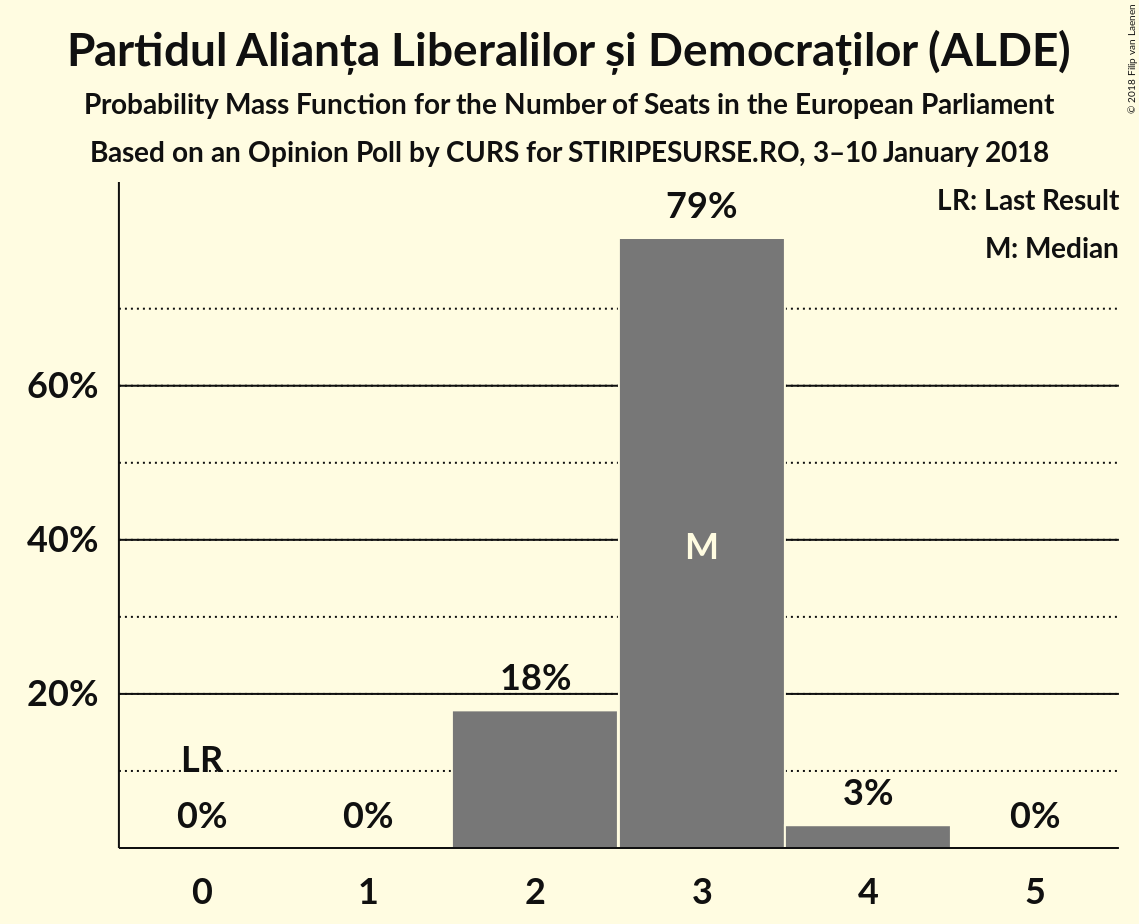 Partidul Alianța Liberalilor și Democraților (ALDE)
Probability Mass Function for the Number of Seats in the European Parliament
Based on an Opinion Poll by CURS for STIRIPESURSE.RO, 3–10 January 2018
© 2018 Filip van Laenen
LR: Last Result
M: Median
79%
60%
40%
20%
M
18%
LR
0%
0%
3%
0%
0 1 2 3 4 5